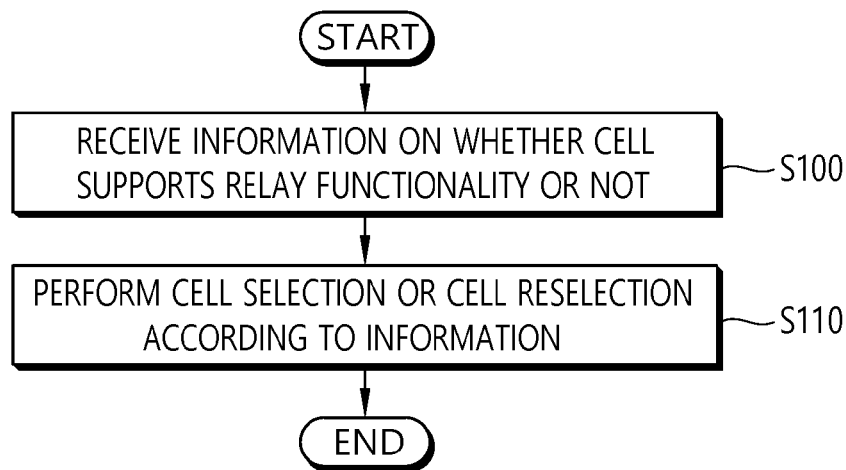 START
RECEIVE INFORMATION ON WHETHER CELL
SUPPORTS RELAY FUNCTIONALITY OR NOT
S100
PERFORM CELL SELECTION OR CELL RESELECTION
ACCORDING TO INFORMATION
S110
END